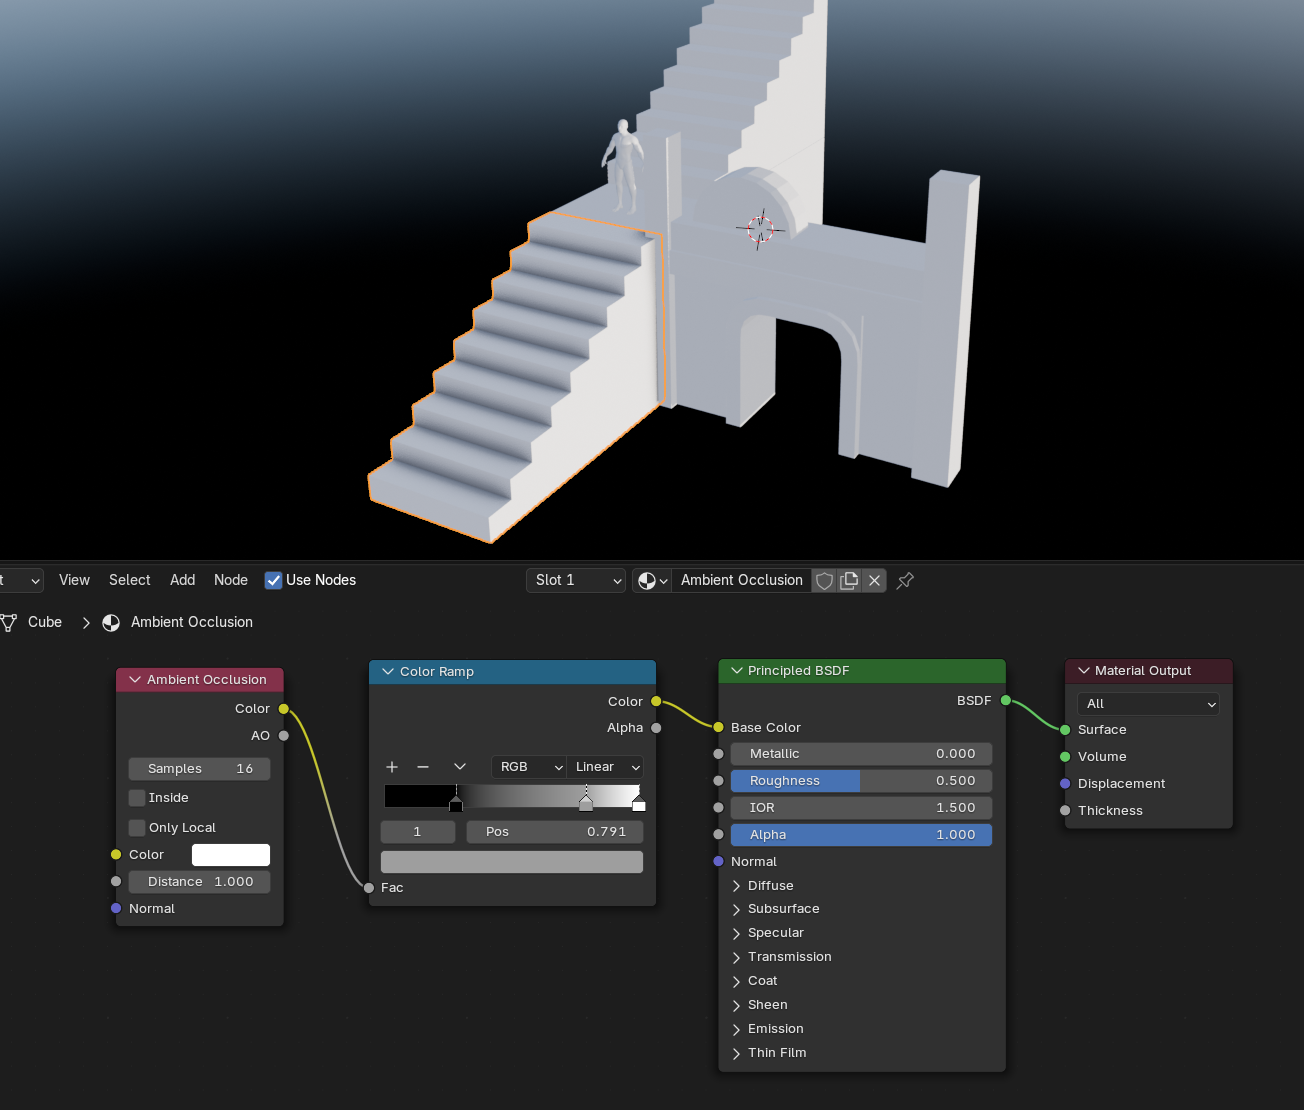 t View Select Add Node Use Nodes Slot 1 Ambient Occlusion
Cube Ambient Occlusion
Ambient Occlusion
Color
AO
Samples 16
Inside
Only Local
Color
Distance 1.000
Normal
Color Ramp
Color
Alpha
RGB Linear
1 Pos 0.791
Fac
Principled BSDF
BSDF
Base Color
Metallic 0.000
Roughness 0.500
IOR 1.500
Alpha 1.000
Normal
Diffuse
Subsurface
Specular
Transmission
Coat
Sheen
Emission
Thin Film
Material Output
All
Surface
Volume
Displacement
Thickness